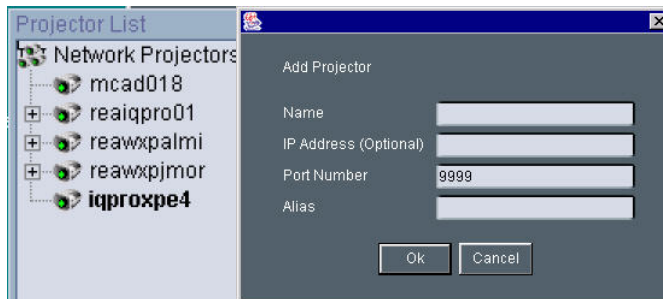 Projector List
Network Projectors
mcad018
reaiqpro01
reawxpalmi
reawxpjmor
iqproxpe4
Add Projector
Name
IP Address (Optional)
Port Number 9999
Alias
Ok Cancel